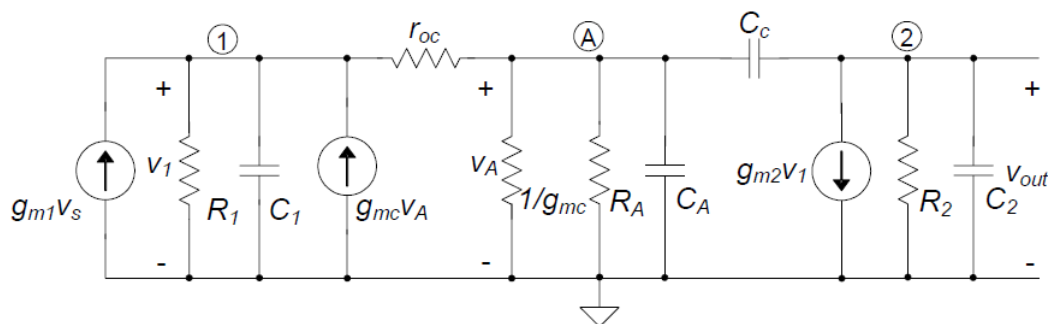 1
r_oc
A
C_c
2
+
+
+
g_m1v_s
v_1
R_1
C_1
g_mcv_A
v_A
1/g_mc
R_A
C_A
g_m2v_1
R_2
C_2
v_out
-
-
-